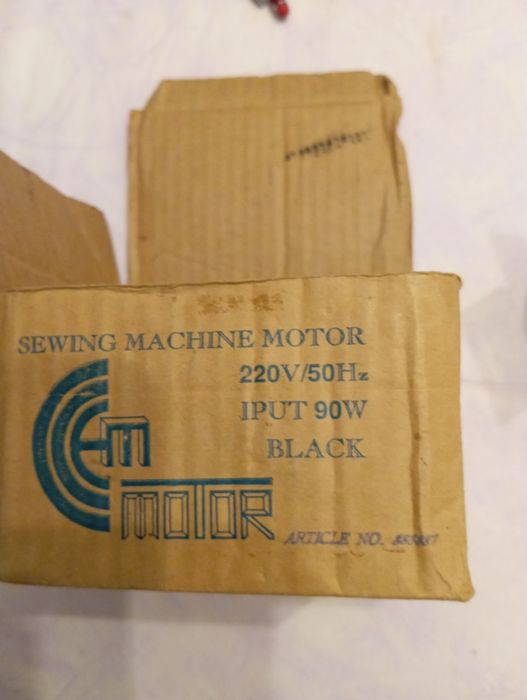 SEWING MACHINE MOTOR
220V/50Hz
IPUT 90W
BLACK
m
MOTOR
ARTICLE NO.